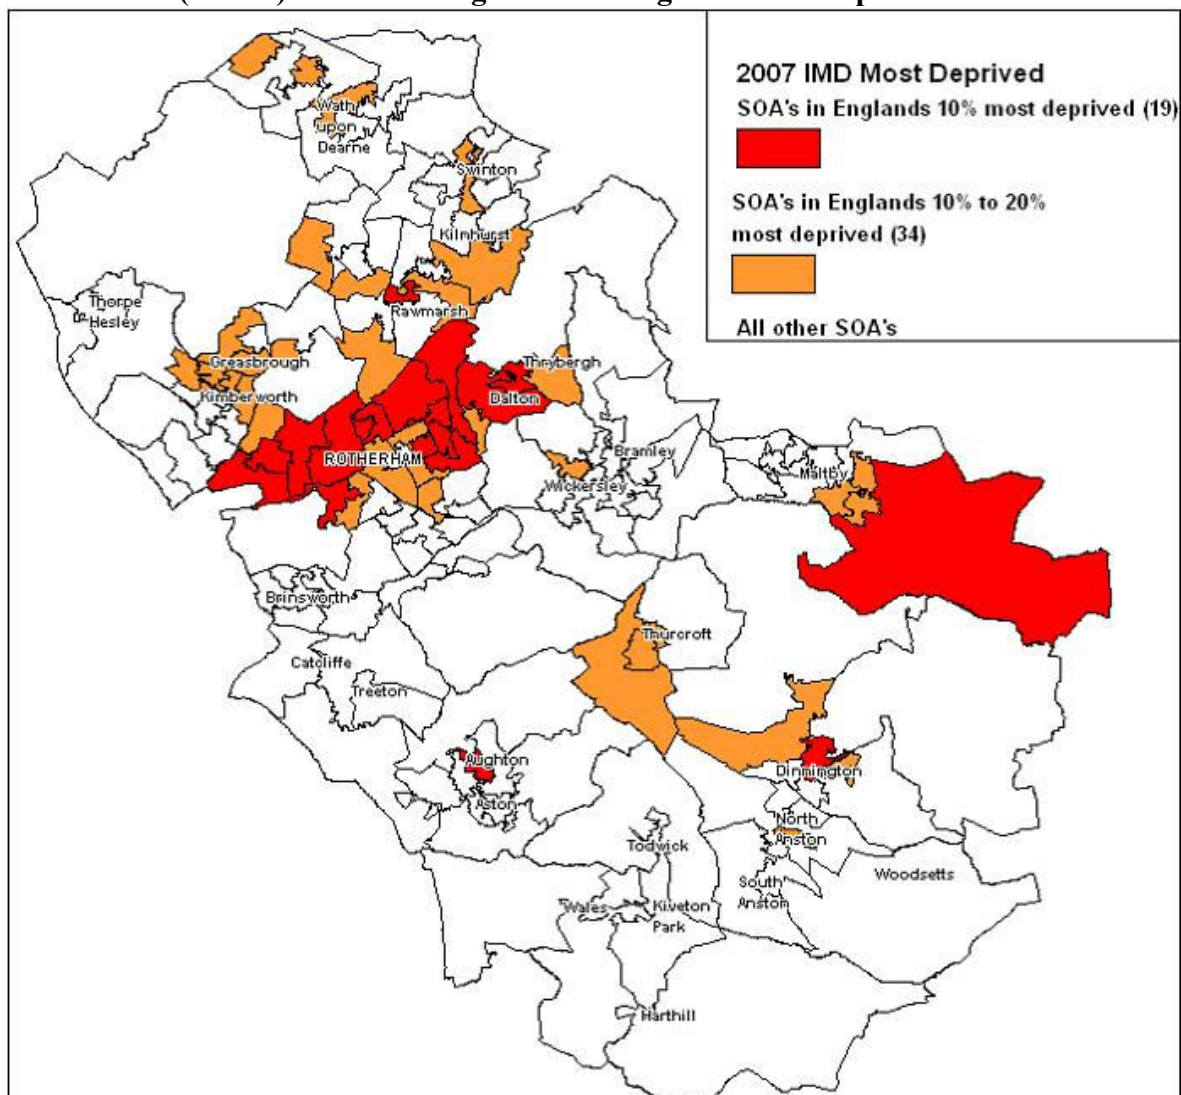 2007 IMD Most Deprived
SOA's in Englands 10% most deprived (19)
SOA's in Englands 10% to 20%
most deprived (34)
All other SOA's
Wath
upon
Dearne
Swinton
Kilnhurst
Thorpe
Hesley
Rawmarsh
Greasbrough
Thrybergh
Kimberworth
Dalton
ROTHERHAM
Bramley
Maltby
Wickersley
Brinsworth
Thurcroft
Catcliffe
Treeton
Aughton
Dinnington
Aston
North
Anston
Todwick
Woodsetts
South
Anston
Wales
Kiveton
Park
Harthill